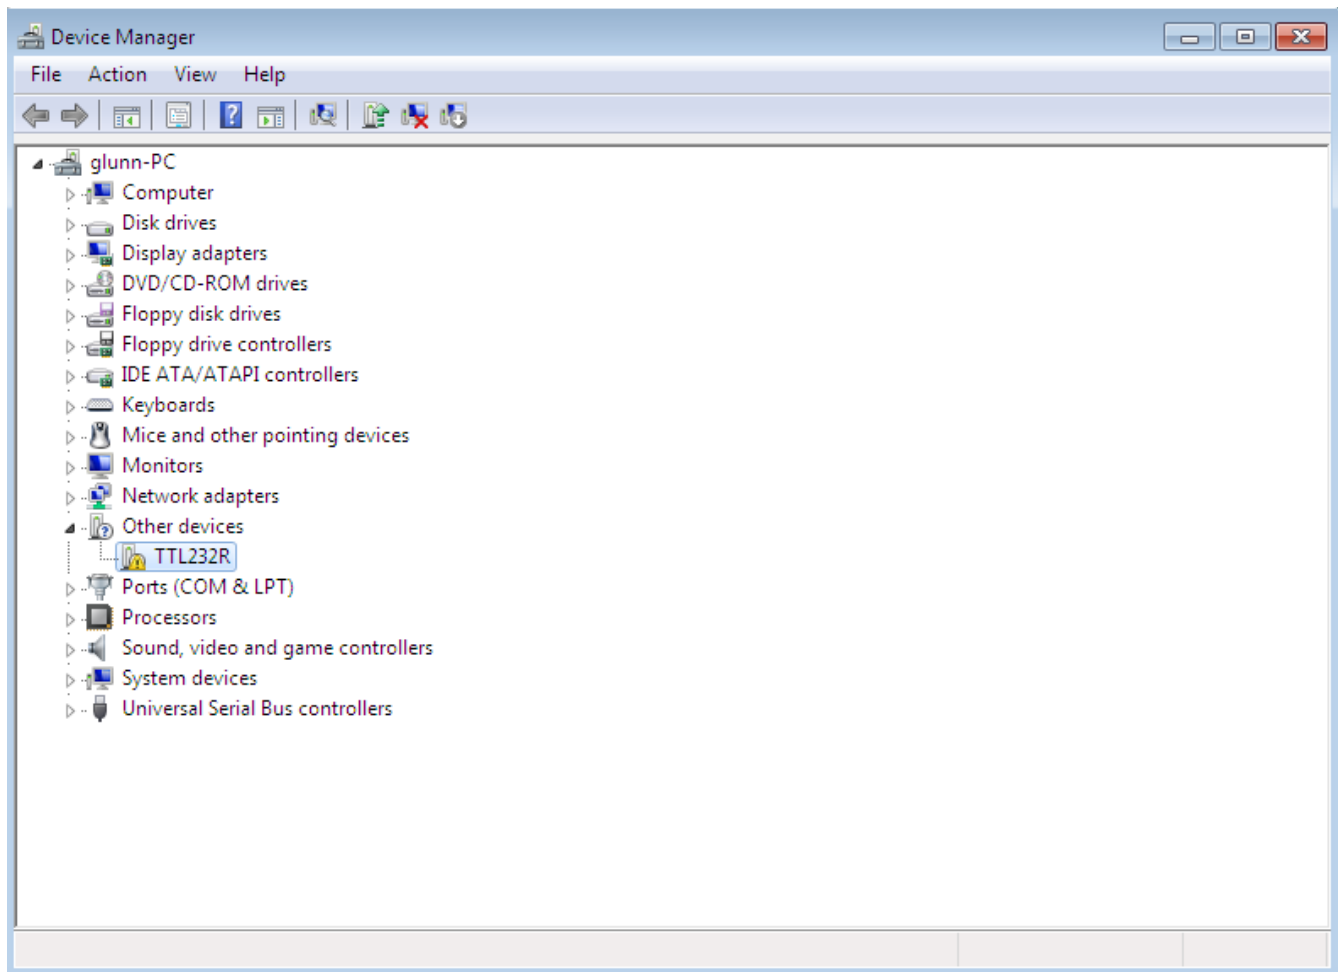 Device Manager
File Action View Help
glunn-PC
Computer
Disk drives
Display adapters
DVD/CD-ROM drives
Floppy disk drives
Floppy drive controllers
IDE ATA/ATAPI controllers
Keyboards
Mice and other pointing devices
Monitors
Network adapters
Other devices
TTL232R
Ports (COM & LPT)
Processors
Sound, video and game controllers
System devices
Universal Serial Bus controllers